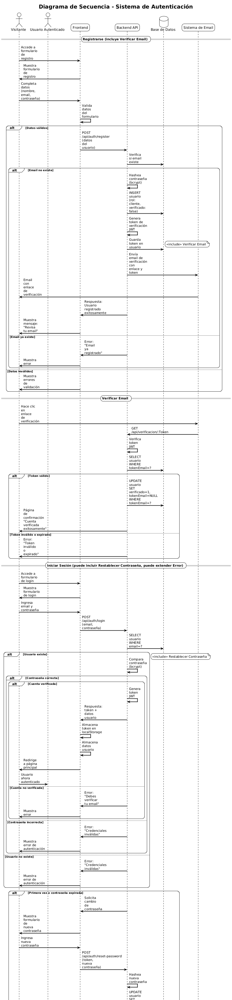 Diagrama de Secuencia - Sistema de Autenticación
Visitante
Usuario Autenticado
Frontend
Backend API
Base de Datos
Sistema de Email
Registrarse (incluye Verificar Email)
Accede a
formulario
de
registro
Muestra
formulario
de
registro
Completa
datos
(nombre,
email,
contraseña)
Valida
datos
del
formulario
alt
[Datos válidos]
POST
/api/auth/register
(datos
del
usuario)
Verifica
si email
existe
alt
[Email no existe]
Hashea
contraseña
(bcrypt)
INSERT
usuario
(rol:
cliente,
verificado:
false)
Genera
token de
verificación
JWT
Guarda
token en
usuario
«include» Verificar Email
Envía
email de
verificación
con
enlace y
token
Email
con
enlace
de
verificación
Respuesta:
Usuario
registrado
exitosamente
Muestra
mensaje:
"Revisa
tu email"
[Email ya existe]
Error:
"Email
ya
registrado"
Muestra
error
[Datos inválidos]
Muestra
errores
de
validación
Verificar Email
Hace clic
en
enlace
de
verificación
GET
/api/verificacion/:Token
Verifica
token
JWT
SELECT
usuario
WHERE
tokenEmail=?
alt
[Token válido]
UPDATE
usuario
SET
verificado=1,
tokenEmail=NULL
WHERE
tokenEmail=?
Página
de
confirmación
"Cuenta
verificada
exitosamente"
[Token inválido o expirado]
Error:
"Token
inválido
o
expirado"
Iniciar Sesión (puede incluir Restablecer Contraseña, puede extender Error)
Accede a
formulario
de login
Muestra
formulario
de login
Ingresa
email y
contraseña
POST
/api/auth/login
(email,
contraseña)
SELECT
usuario
WHERE
email=?
alt
[Usuario existe]
«include» Restablecer Contraseña
Compara
contraseña
(bcrypt)
alt
[Contraseña correcta]
alt
[Cuenta verificada]
Genera
token
JWT
Respuesta:
token +
datos
usuario
Almacena
token en
localStorage
Almacena
datos
usuario
Redirige
a página
principal
Usuario
ahora
autenticado
[Cuenta no verificada]
Error:
"Debes
verificar
tu email"
Muestra
error
[Contraseña incorrecta]
Error:
"Credenciales
inválidas"
Muestra
error de
autenticación
[Usuario no existe]
Error:
"Credenciales
inválidas"
Muestra
error de
autenticación
alt
[Primera vez o contraseña expirada]
Solicita
cambio
de
contraseña
Muestra
formulario
de
nueva
contraseña
Ingresa
nueva
contraseña
POST
/api/auth/reset-password
(token,
nueva
contraseña)
Hashea
nueva
contraseña
UPDATE
usuario
SET